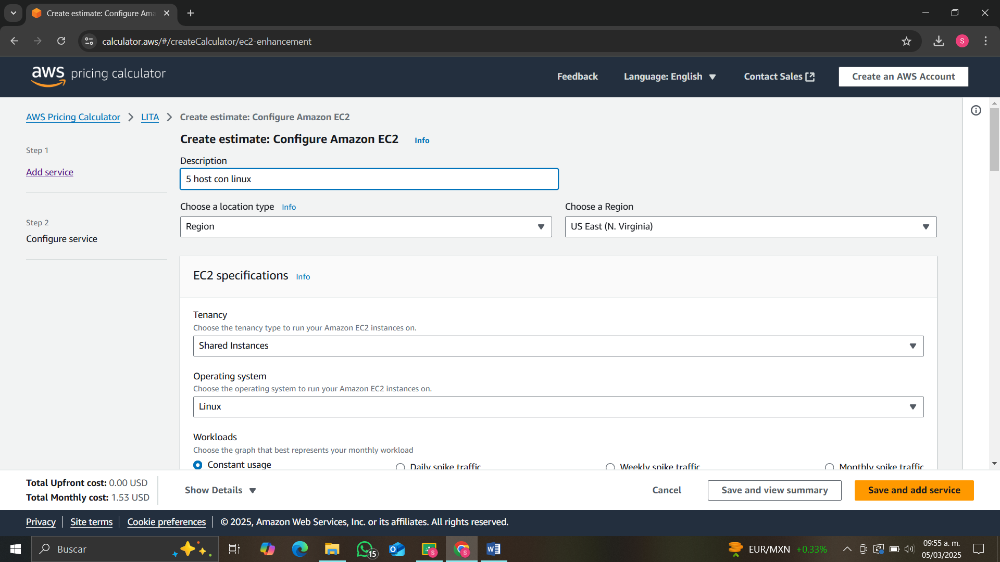 Create estimate: Configure Ama
calculator.aws/#/createCalculator/ec2-enhancement
S
aws pricing calculator
Feedback
Language: English
Contact Sales
Create an AWS Account
AWS Pricing Calculator
LITA
Create estimate: Configure Amazon EC2
Step 1
Add service
Step 2
Configure service
Create estimate: Configure Amazon EC2
Info
Description
5 host con linux
Choose a location type
Info
Region
Choose a Region
US East (N. Virginia)
EC2 specifications
Info
Tenancy
Choose the tenancy type to run your Amazon EC2 instances on.
Shared Instances
Operating system
Choose the operating system to run your Amazon EC2 instances on.
Linux
Workloads
Choose the graph that best represents your monthly workload
Constant usage
Daily spike traffic
Weekly spike traffic
Monthly spike traffic
Total Upfront cost: 0.00 USD
Total Monthly cost: 1.53 USD
Show Details
Cancel
Save and view summary
Save and add service
Privacy
Site terms
Cookie preferences
© 2025, Amazon Web Services, Inc. or its affiliates. All rights reserved.
Buscar
15
S
S
EUR/MXN +0.33%
09:55 a. m.
05/03/2025